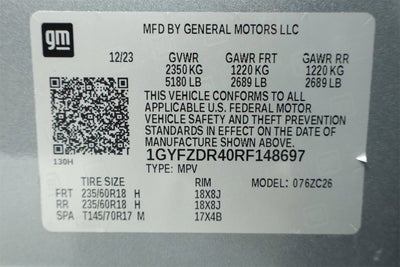 gm
MFD BY GENERAL MOTORS LLC
12/23 GVWR GAWR FRT GAWR RR
2350 KG 1220 KG 1220 KG
5180 LB 2689 LB 2689 LB
THIS VEHICLE CONFORMS TO ALL
APPLICABLE U.S. FEDERAL MOTOR
VEHICLE SAFETY AND THEFT PREVENTION
STANDARDS IN EFFECT ON THE DATE OF
MANUFACTURE SHOWN ABOVE.
130H
1GYFZDR40RF148697
TYPE: MPV
TIRE SIZE RIM MODEL: 076ZC26
FRT 235/60R18 H 18X8J
RR 235/60R18 H 18X8J
SPA T145/70R17 M 17X4B